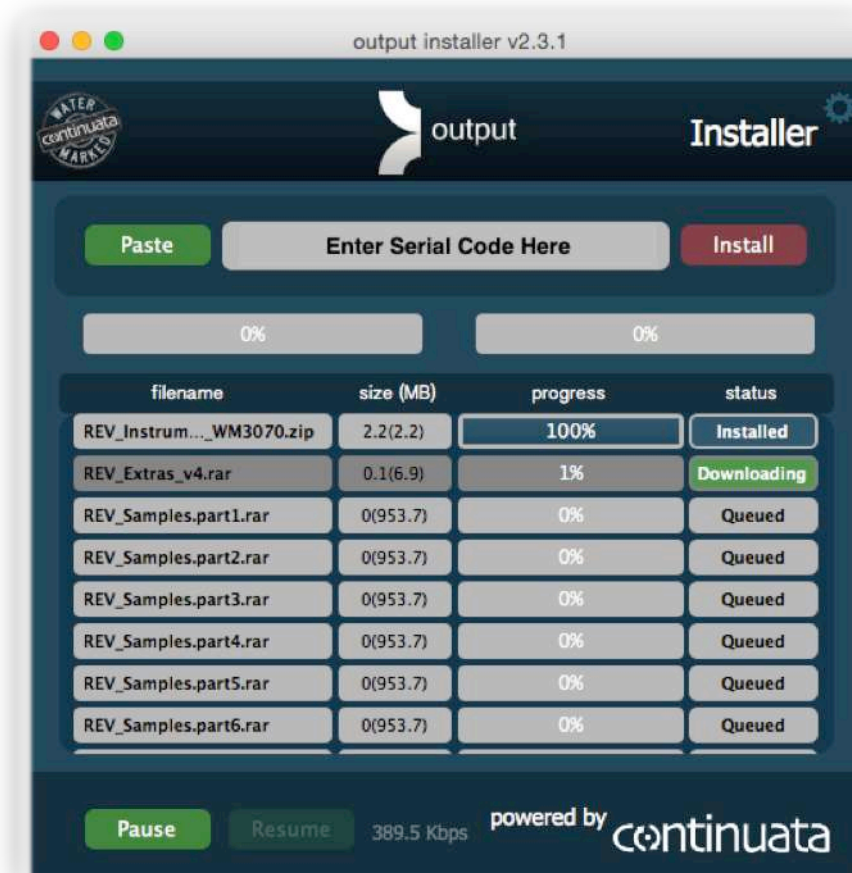 output installer v2.3.1
WATER
continuata
MARKED
output
Installer
Paste Enter Serial Code Here Install
0% 0%
filename size (MB) progress status
REV_Instrum..._WM3070.zip 2.2(2.2) 100% Installed
REV_Extras_v4.rar 0.1(6.9) 1% Downloading
REV_Samples.part1.rar 0(953.7) 0% Queued
REV_Samples.part2.rar 0(953.7) 0% Queued
REV_Samples.part3.rar 0(953.7) 0% Queued
REV_Samples.part4.rar 0(953.7) 0% Queued
REV_Samples.part5.rar 0(953.7) 0% Queued
REV_Samples.part6.rar 0(953.7) 0% Queued
Pause Resume 389.5 Kbps powered by continuata